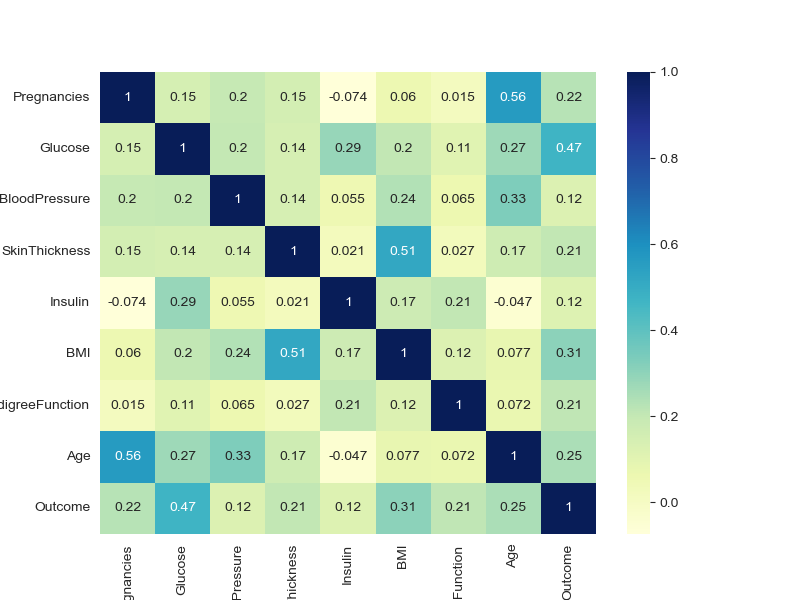 Pregnancies 1 0.15 0.2 0.15 -0.074 0.06 0.015 0.56 0.22
Glucose 0.15 1 0.2 0.14 0.29 0.2 0.11 0.27 0.47
BloodPressure 0.2 0.2 1 0.14 0.055 0.24 0.065 0.33 0.12
SkinThickness 0.15 0.14 0.14 1 0.021 0.51 0.027 0.17 0.21
Insulin -0.074 0.29 0.055 0.021 1 0.17 0.21 -0.047 0.12
BMI 0.06 0.2 0.24 0.51 0.17 1 0.12 0.077 0.31
digreeFunction 0.015 0.11 0.065 0.027 0.21 0.12 1 0.072 0.21
Age 0.56 0.27 0.33 0.17 -0.047 0.077 0.072 1 0.25
Outcome 0.22 0.47 0.12 0.21 0.12 0.31 0.21 0.25 1
gnancies
Glucose
Pressure
hickness
Insulin
BMI
Function
Age
Outcome
1.0
0.8
0.6
0.4
0.2
0.0